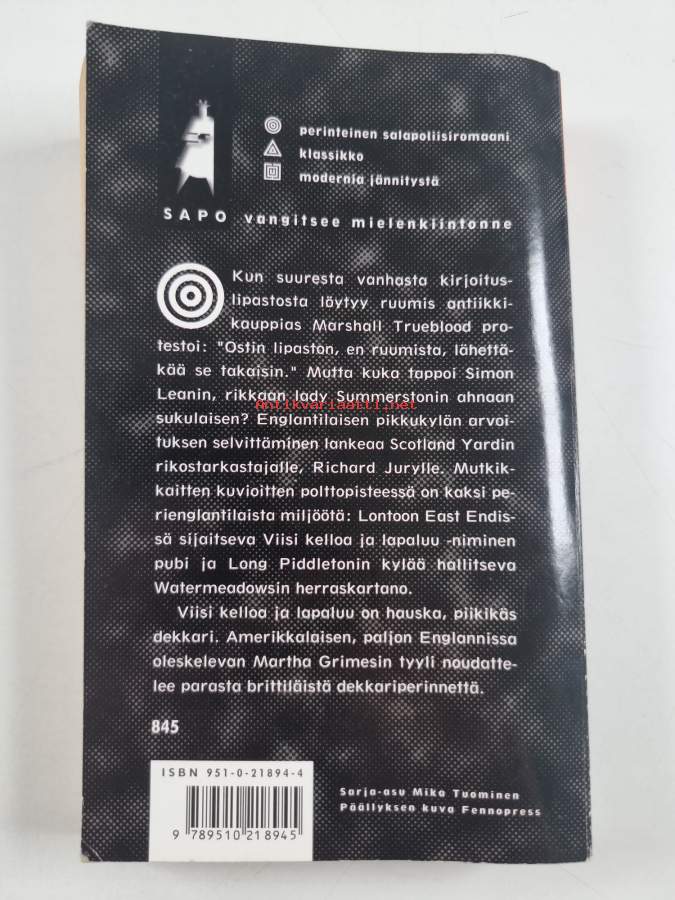 perinteinen salapoliisiromaani
klassikko
modernia jännitystä
SAPO vangitsee mielenkiintonne
Kun suuresta vanhasta kirjoitus-
lipastosta löytyy ruumis antiikki-
kauppias Marshall Trueblood pro-
testoi: "Ostin lipaston, en ruumista, lähettä-
kää se takaisin." Mutta kuka tappoi Simon
Leanin, rikkaan lady Summerstonin ahnaan
Antikvariaatti.net
sukulaisen? Englantilaisen pikkukylän arvoi-
tuksen selvittäminen lankeaa Scotland Yardin
rikostarkastajalle, Richard Jurylle. Mutkik-
kaitten kuvioitten polttopisteessä on kaksi pe-
rienglantilaista miljöötä: Lontoon East Endis-
sä sijaitseva Viisi kelloa ja lapaluu -niminen
pubi ja Long Piddletonin kylää hallitseva
Watermeadowsin herraskartano.
Viisi kelloa ja lapaluu on hauska, piikikäs
dekkari. Amerikkalaisen, paljon Englannissa
oleskelevan Martha Grimesin tyyli noudatte-
lee parasta brittiläistä dekkariperinnettä.
845
ISBN 951-0-21894-4
9 789510 218945
Sarja-asu Mika Tuominen
Päällyksen kuva Fennopress